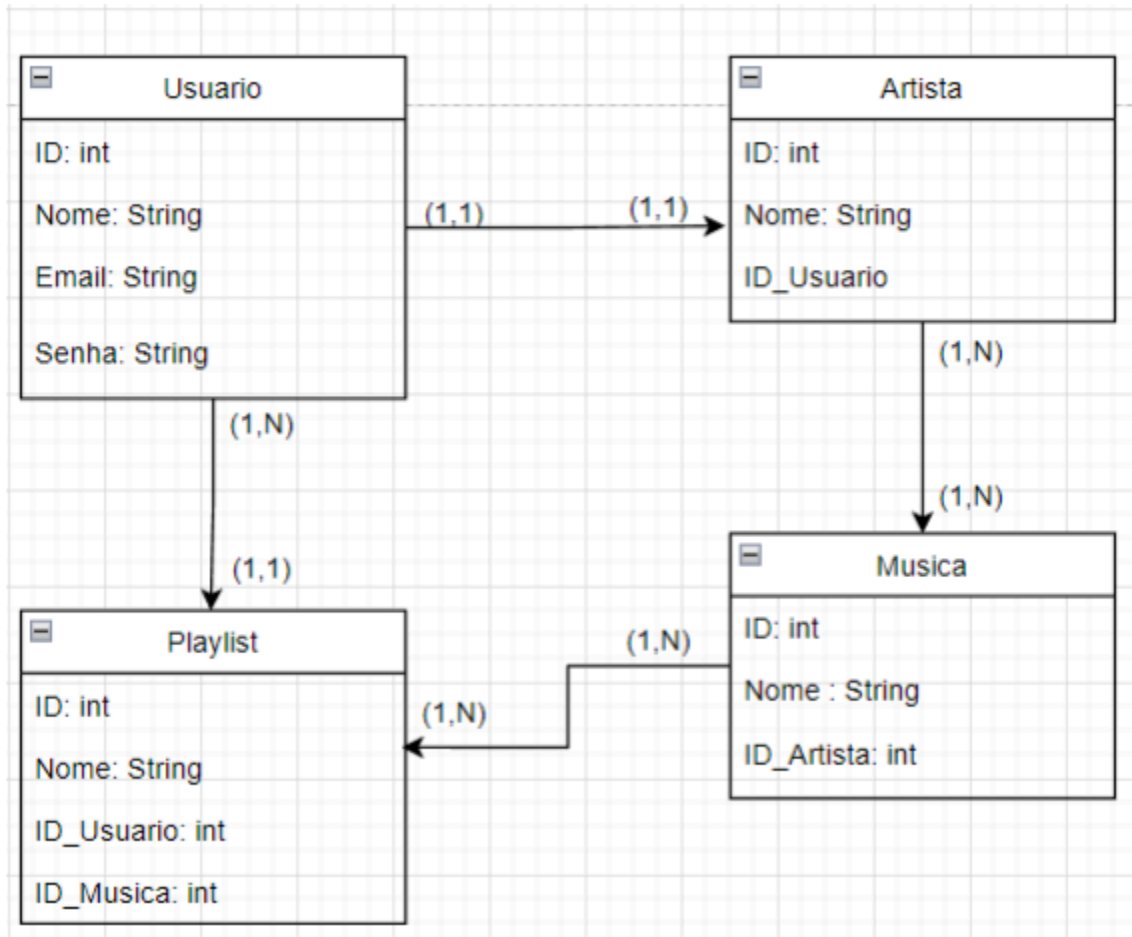 Usuario
ID: int
Nome: String
Email: String
Senha: String
(1,1)
(1,1)
Artista
ID: int
Nome: String
ID_Usuario
(1,N)
(1,1)
(1,N)
(1,N)
Playlist
ID: int
Nome: String
ID_Usuario: int
ID_Musica: int
(1,N)
(1,N)
Musica
ID: int
Nome : String
ID_Artista: int